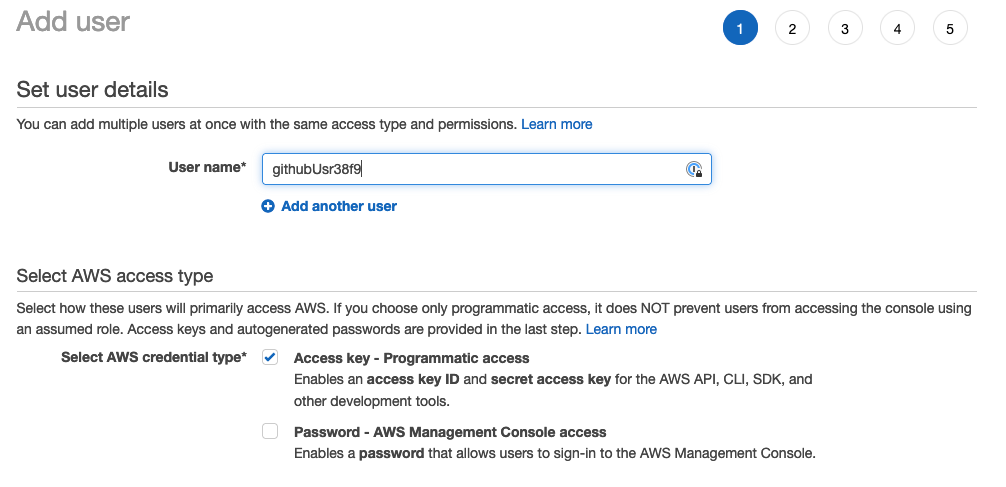 Add user
1 2 3 4 5
Set user details
You can add multiple users at once with the same access type and permissions. Learn more
User name* githubUsr38f9
Add another user
Select AWS access type
Select how these users will primarily access AWS. If you choose only programmatic access, it does NOT prevent users from accessing the console using
an assumed role. Access keys and autogenerated passwords are provided in the last step. Learn more
Select AWS credential type* Access key - Programmatic access
Enables an access key ID and secret access key for the AWS API, CLI, SDK, and
other development tools.
Password - AWS Management Console access
Enables a password that allows users to sign-in to the AWS Management Console.